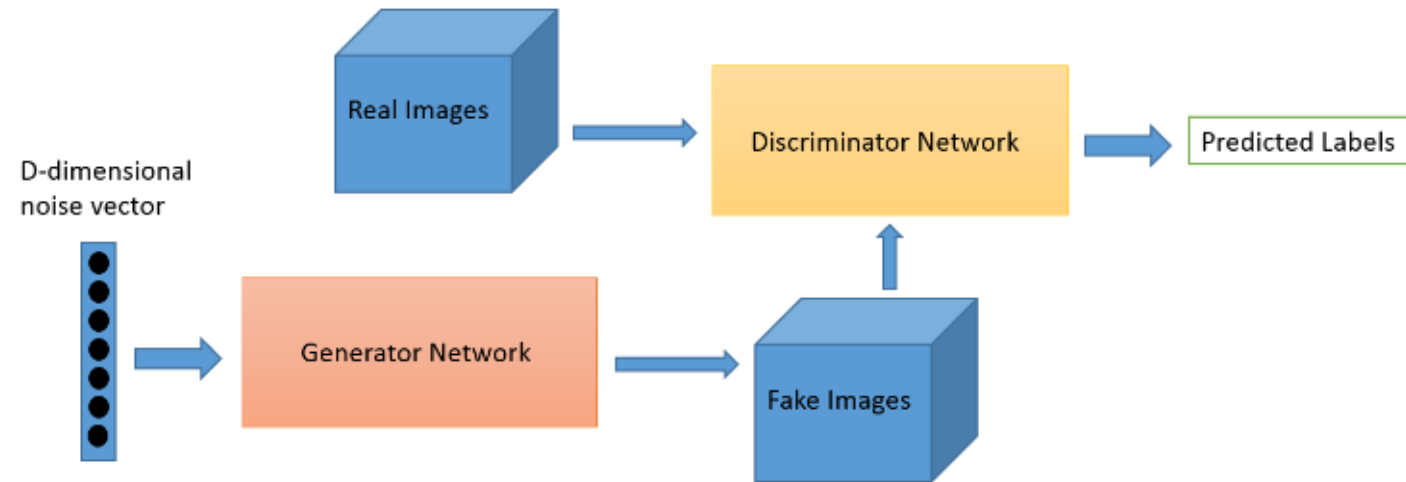 Real Images
Discriminator Network
Predicted Labels
D-dimensional
noise vector
Generator Network
Fake Images